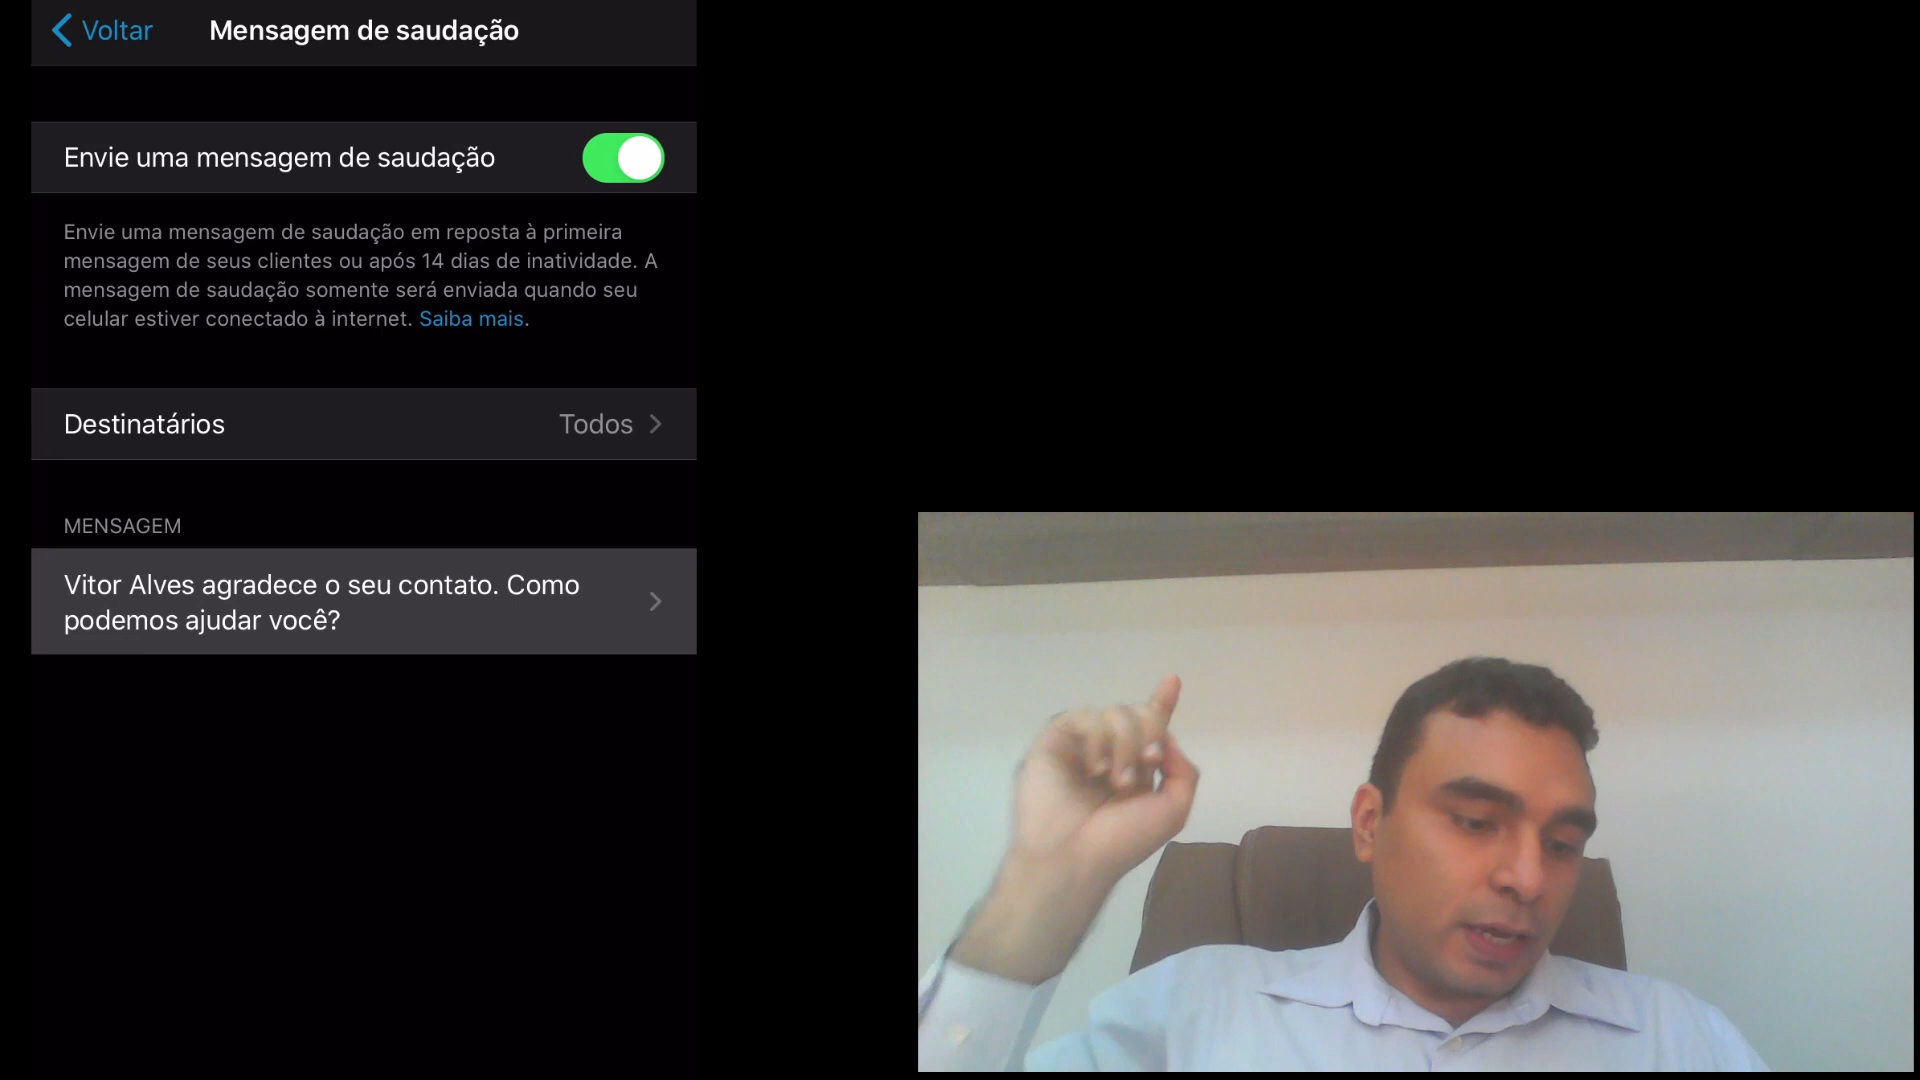 Voltar
Mensagem de saudação
Envie uma mensagem de saudação
Envie uma mensagem de saudação em reposta à primeira
mensagem de seus clientes ou após 14 dias de inatividade. A
mensagem de saudação somente será enviada quando seu
celular estiver conectado à internet. Saiba mais.
Destinatários
Todos
MENSAGEM
Vitor Alves agradece o seu contato. Como
podemos ajudar você?